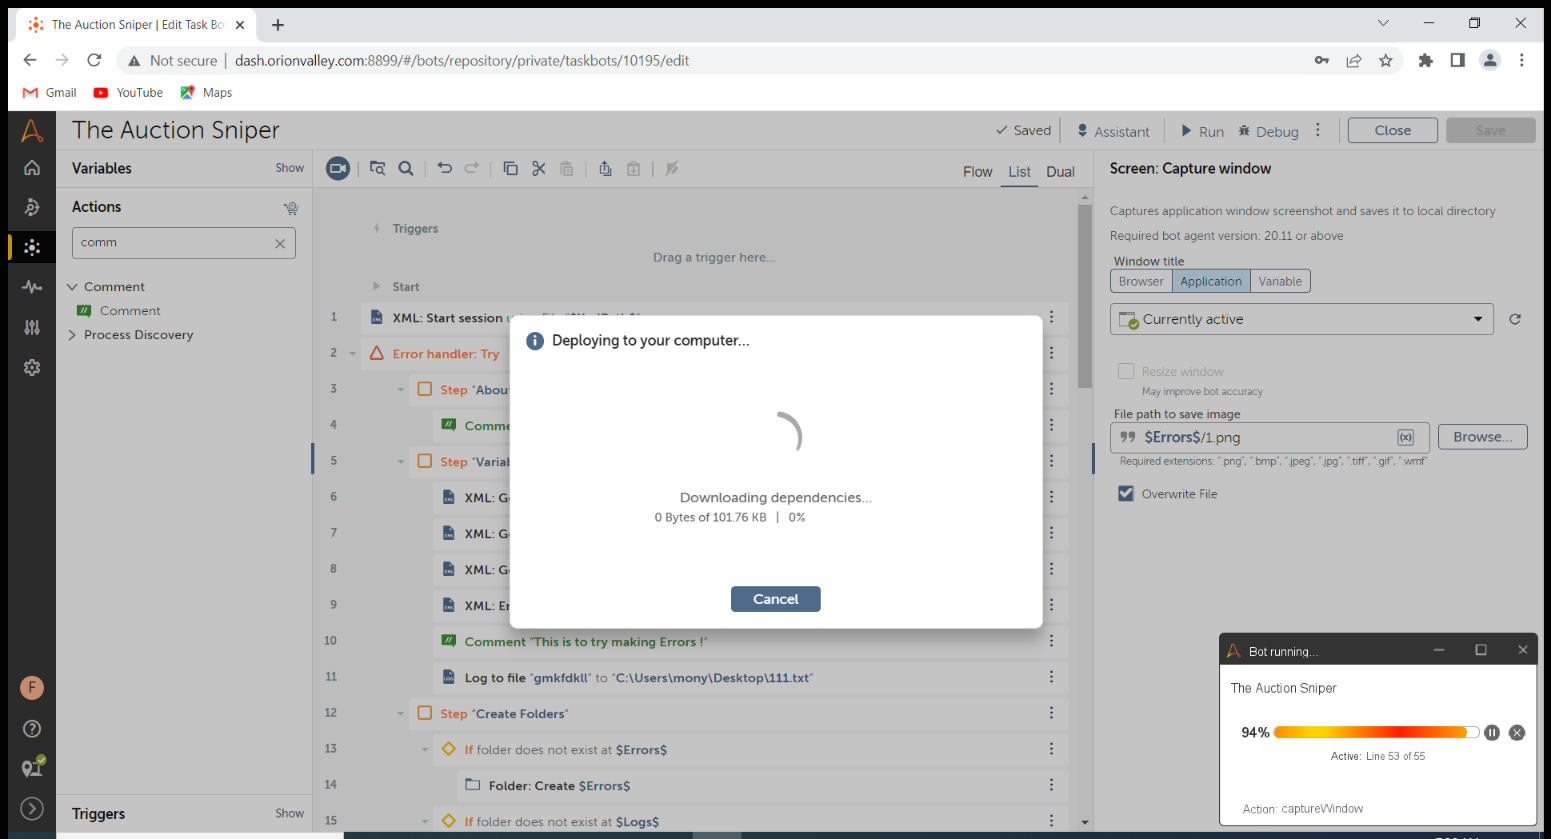 The Auction Sniper | Edit Task Bo
Not secure | dash.orionvalley.com:8899/#/bots/repository/private/taskbots/10195/edit
Gmail YouTube Maps
The Auction Sniper
Saved Assistant Run Debug Close Save
Variables Show
Flow List Dual
Screen: Capture window
Actions
comm
Comment
Comment
Process Discovery
Triggers
Drag a trigger here...
Start
1 XML: Start session
2 Error handler: Try
3 Step "Abou
4 Comme
5 Step "Varia
6 XML: G
7 XML: G
8 XML: G
9 XML: Er
10 Comment "This is to try making Errors !"
11 Log to file "gmkfdkll" to "C:\Users\mony\Desktop\111.txt"
12 Step "Create Folders"
13 If folder does not exist at $Errors$
14 Folder: Create $Errors$
15 If folder does not exist at $Logs$
Deploying to your computer...
Downloading dependencies...
0 Bytes of 101.76 KB | 0%
Cancel
Captures application window screenshot and saves it to local directory
Required bot agent version: 20.11 or above
Window title
Browser Application Variable
Currently active
Resize window
May improve bot accuracy
File path to save image
$Errors$/1.png (x) Browse...
Required extensions: ".png", ".bmp", ".jpeg", ".jpg", ".tiff", ".gif", ".wmf"
Overwrite File
Bot running...
The Auction Sniper
94%
Active: Line 53 of 55
Action: captureWindow
F
Triggers Show